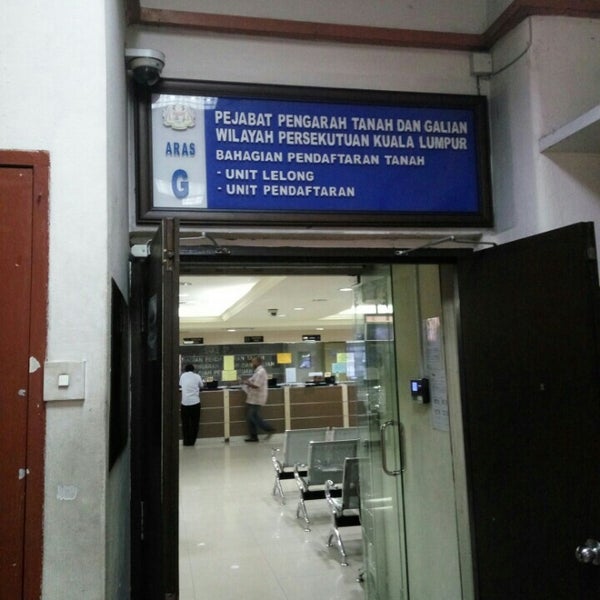 ARAS
G
PEJABAT PENGARAH TANAH DAN GALIAN
WILAYAH PERSEKUTUAN KUALA LUMPUR
BAHAGIAN PENDAFTARAN TANAH
- UNIT LELONG
- UNIT PENDAFTARAN